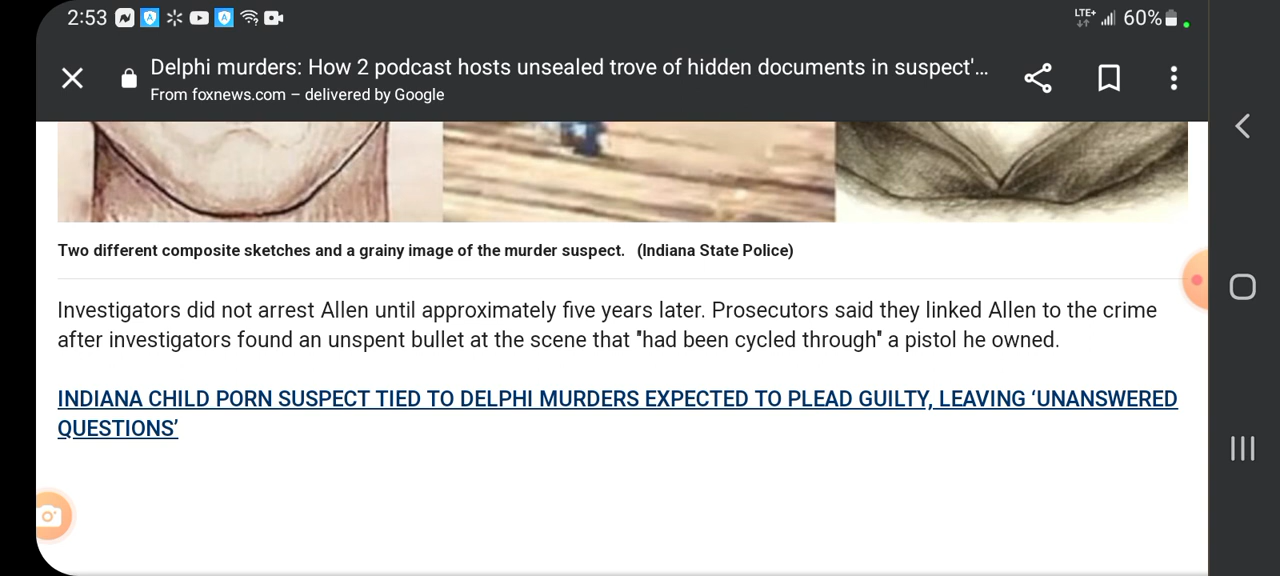 2:53
LTE+
60%
Delphi murders: How 2 podcast hosts unsealed trove of hidden documents in suspect'...
From foxnews.com – delivered by Google
Two different composite sketches and a grainy image of the murder suspect. (Indiana State Police)
Investigators did not arrest Allen until approximately five years later. Prosecutors said they linked Allen to the crime
after investigators found an unspent bullet at the scene that "had been cycled through" a pistol he owned.
INDIANA CHILD PORN SUSPECT TIED TO DELPHI MURDERS EXPECTED TO PLEAD GUILTY, LEAVING ‘UNANSWERED
QUESTIONS’